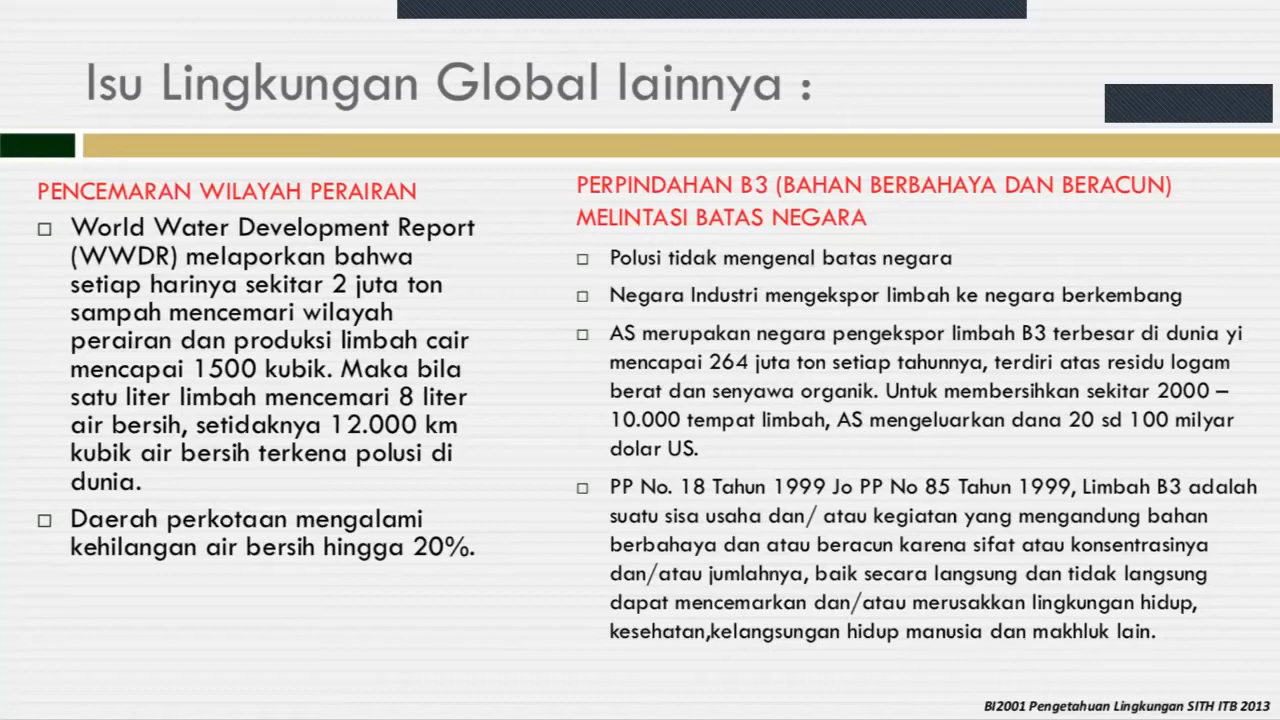 Isu Lingkungan Global lainnya :
PENCEMARAN WILAYAH PERAIRAN
World Water Development Report
(WWDR) melaporkan bahwa
setiap harinya sekitar 2 juta ton
sampah mencemari wilayah
perairan dan produksi limbah cair
mencapai 1500 kubik. Maka bila
satu liter limbah mencemari 8 liter
air bersih, setidaknya 12.000 km
kubik air bersih terkena polusi di
dunia.
Daerah perkotaan mengalami
kehilangan air bersih hingga 20%.
PERPINDAHAN B3 (BAHAN BERBAHAYA DAN BERACUN)
MELINTASI BATAS NEGARA
Polusi tidak mengenal batas negara
Negara Industri mengekspor limbah ke negara berkembang
AS merupakan negara pengekspor limbah B3 terbesar di dunia yi
mencapai 264 juta ton setiap tahunnya, terdiri atas residu logam
berat dan senyawa organik. Untuk membersihkan sekitar 2000 –
10.000 tempat limbah, AS mengeluarkan dana 20 sd 100 milyar
dolar US.
PP No. 18 Tahun 1999 Jo PP No 85 Tahun 1999, Limbah B3 adalah
suatu sisa usaha dan/ atau kegiatan yang mengandung bahan
berbahaya dan atau beracun karena sifat atau konsentrasinya
dan/atau jumlahnya, baik secara langsung dan tidak langsung
dapat mencemarkan dan/atau merusakkan lingkungan hidup,
kesehatan,kelangsungan hidup manusia dan makhluk lain.
BI2001 Pengetahuan Lingkungan SITH ITB 2013